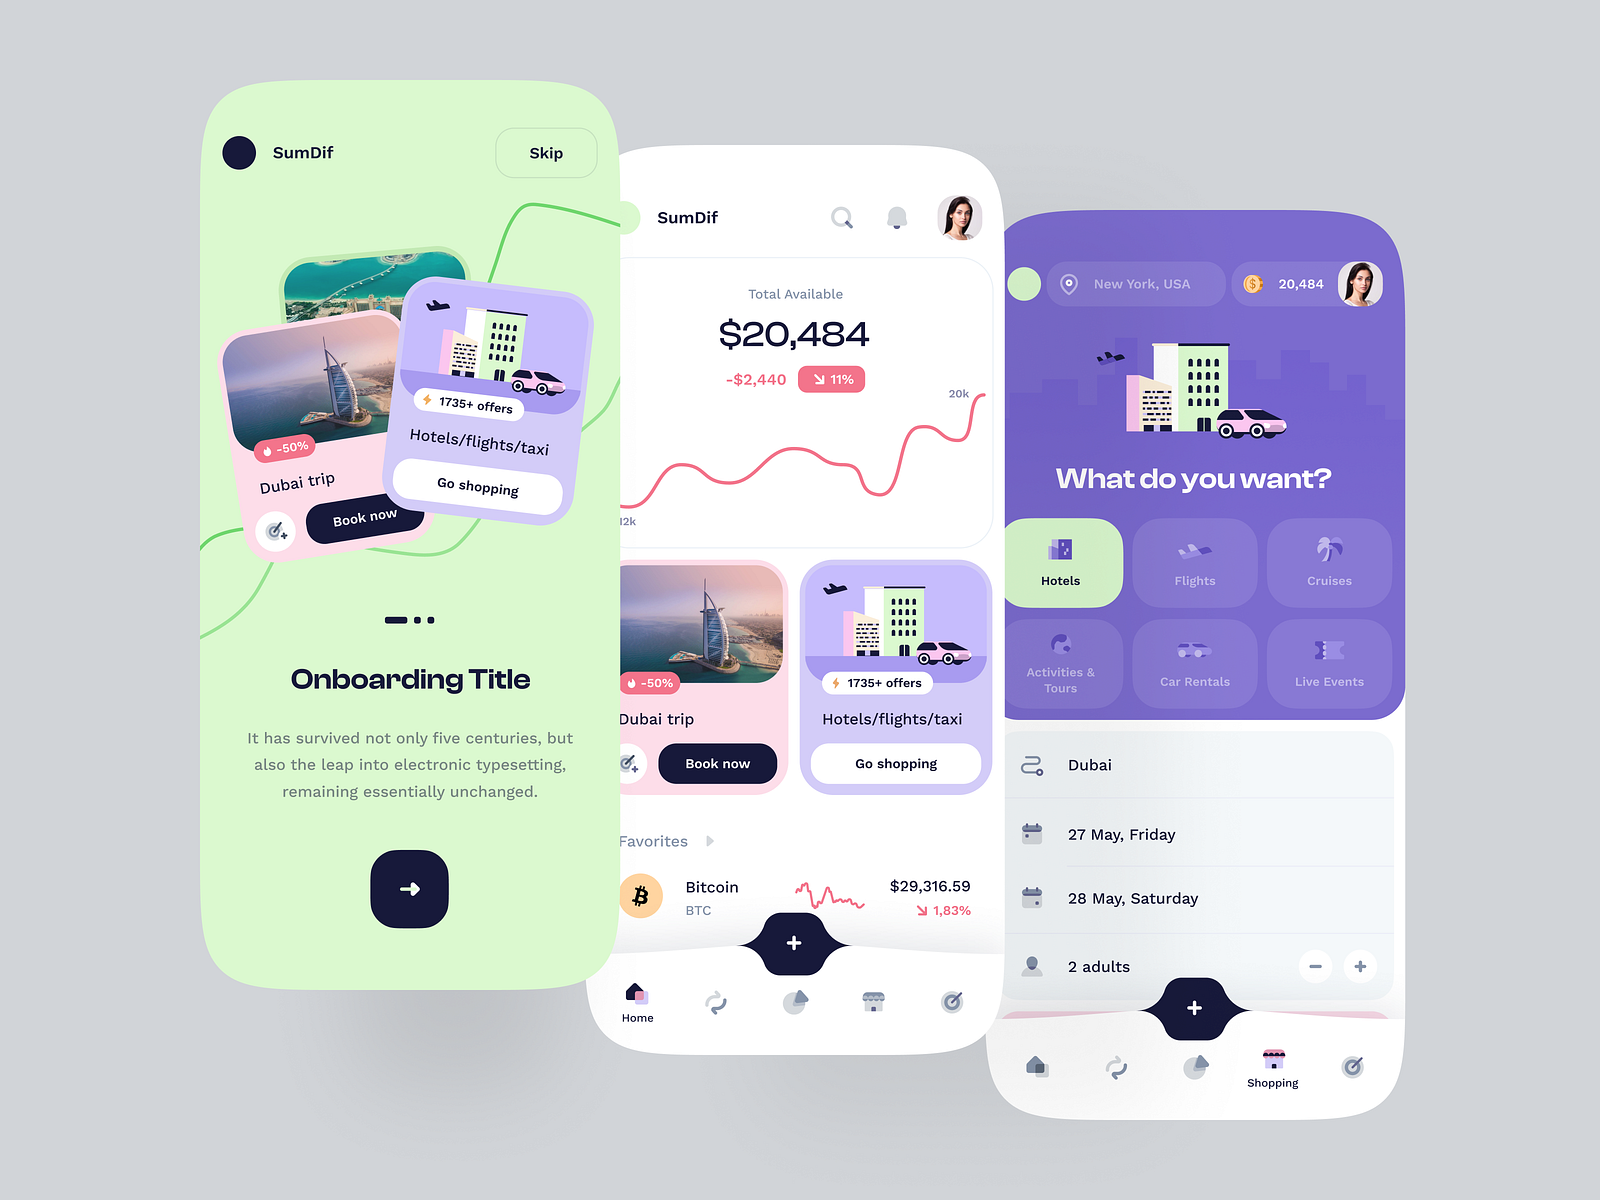 SumDif
Skip
1735+ offers
Hotels/flights/taxi
Go shopping
-50%
Dubai trip
Book now
Onboarding Title
It has survived not only five centuries, but
also the leap into electronic typesetting,
remaining essentially unchanged.
SumDif
Total Available
$20,484
-$2,440
11%
20k
12k
-50%
Dubai trip
Book now
1735+ offers
Hotels/flights/taxi
Go shopping
Favorites
Bitcoin
BTC
$29,316.59
1,83%
Home
New York, USA
20,484
What do you want?
Hotels
Flights
Cruises
Activities &
Tours
Car Rentals
Live Events
Dubai
27 May, Friday
28 May, Saturday
2 adults
Shopping